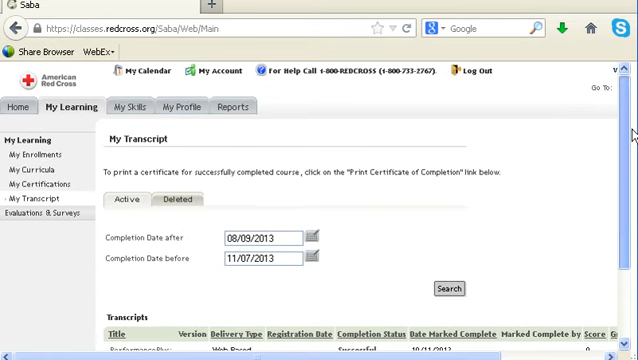 Saba
https://classes.redcross.org/Saba/Web/Main
Google
Share Browser WebEx
American Red Cross
My Calendar My Account For Help Call 1-800-REDCROSS (1-800-733-2767). Log Out
Go To:
Home My Learning My Skills My Profile Reports
My Learning
My Enrollments
My Curricula
My Certifications
My Transcript
Evaluations & Surveys
My Transcript
To print a certificate for successfully completed course, click on the "Print Certificate of Completion" link below.
Active Deleted
Completion Date after 08/09/2013
Completion Date before 11/07/2013
Search
Transcripts
Title Version Delivery Type Registration Date Completion Status Date Marked Complete Marked Complete by Score
PerformancePlus: Web Based Successful 10/11/2013 0